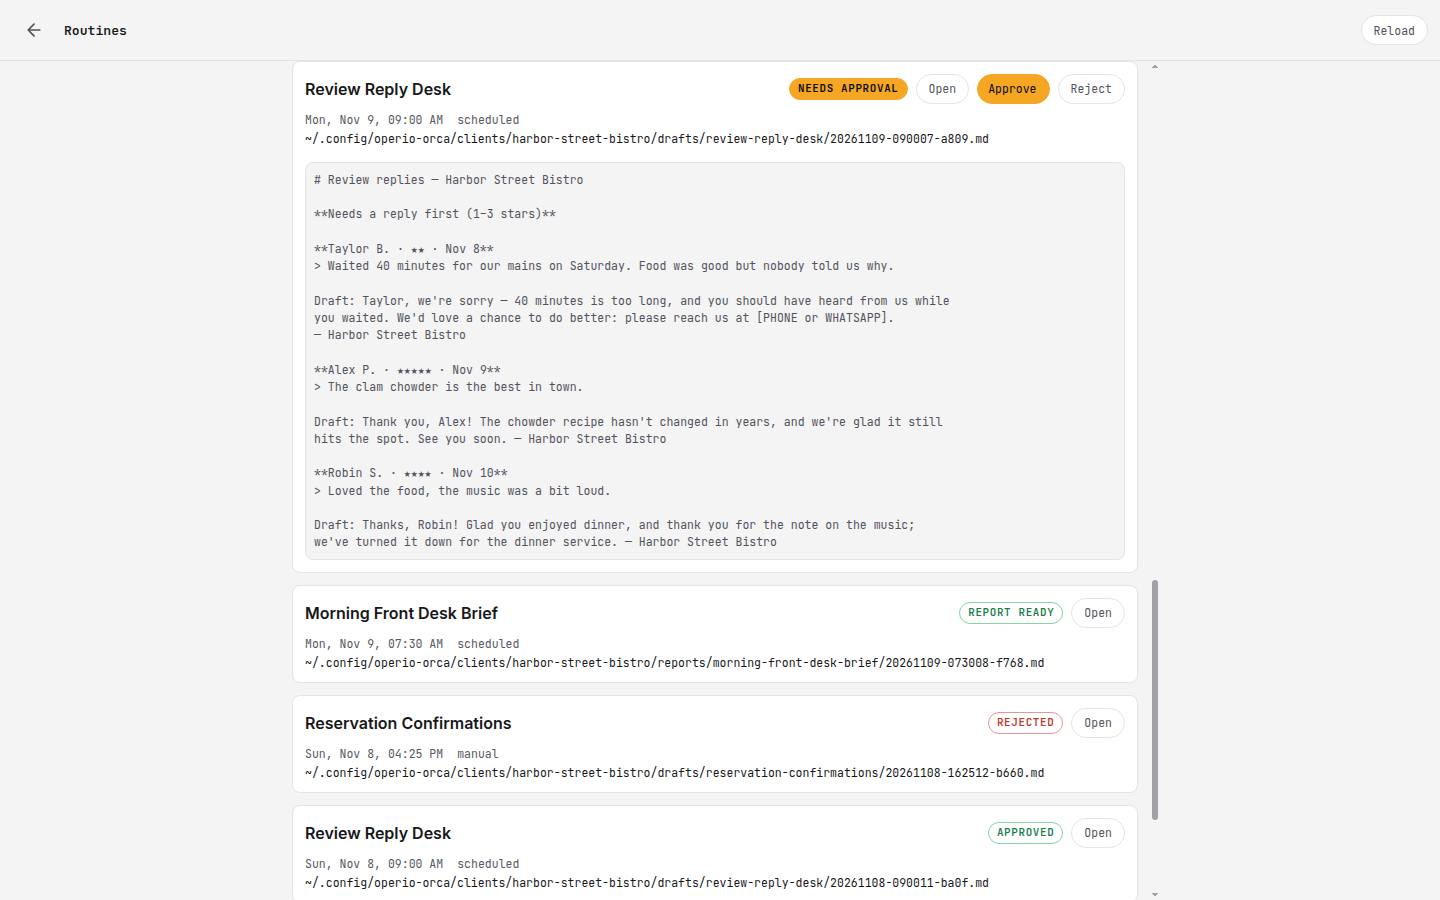 Routines
Reload
Review Reply Desk
NEEDS APPROVAL
Open
Approve
Reject
Mon, Nov 9, 09:00 AM  scheduled
~/.config/operio-orca/clients/harbor-street-bistro/drafts/review-reply-desk/20261109-090007-a809.md
# Review replies — Harbor Street Bistro
**Needs a reply first (1–3 stars)**
**Taylor B. · ★★ · Nov 8**
> Waited 40 minutes for our mains on Saturday. Food was good but nobody told us why.
Draft: Taylor, we're sorry — 40 minutes is too long, and you should have heard from us while
you waited. We'd love a chance to do better: please reach us at [PHONE or WHATSAPP].
— Harbor Street Bistro
**Alex P. · ★★★★★ · Nov 9**
> The clam chowder is the best in town.
Draft: Thank you, Alex! The chowder recipe hasn't changed in years, and we're glad it still
hits the spot. See you soon. — Harbor Street Bistro
**Robin S. · ★★★★ · Nov 10**
> Loved the food, the music was a bit loud.
Draft: Thanks, Robin! Glad you enjoyed dinner, and thank you for the note on the music;
we've turned it down for the dinner service. — Harbor Street Bistro
Morning Front Desk Brief
REPORT READY
Open
Mon, Nov 9, 07:30 AM  scheduled
~/.config/operio-orca/clients/harbor-street-bistro/reports/morning-front-desk-brief/20261109-073008-f768.md
Reservation Confirmations
REJECTED
Open
Sun, Nov 8, 04:25 PM  manual
~/.config/operio-orca/clients/harbor-street-bistro/drafts/reservation-confirmations/20261108-162512-b660.md
Review Reply Desk
APPROVED
Open
Sun, Nov 8, 09:00 AM  scheduled
~/.config/operio-orca/clients/harbor-street-bistro/drafts/review-reply-desk/20261108-090011-ba0f.md